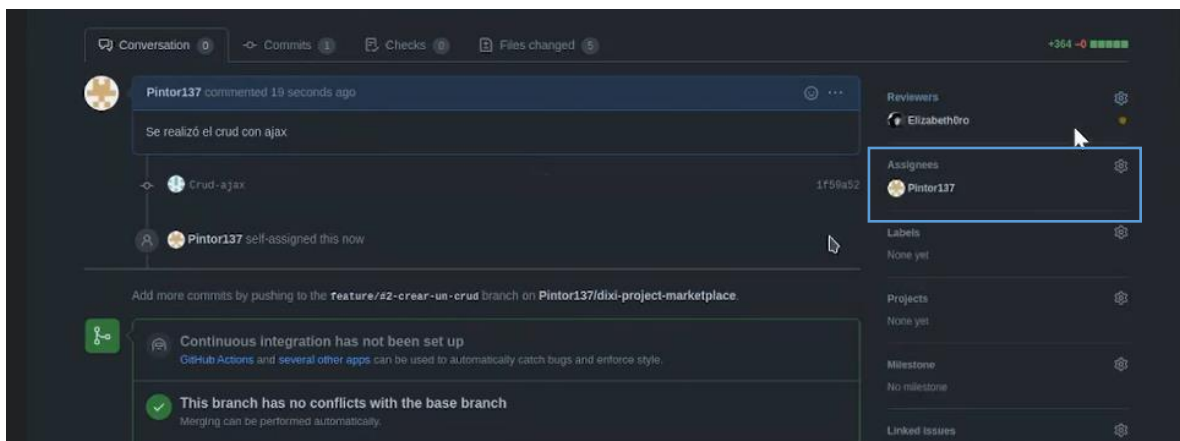 Conversation 0 Commits 1 Checks 0 Files changed 5 +364 −0
Pintor137 commented 19 seconds ago
Se realizó el crud con ajax
Crud-ajax 1f59a52
Pintor137 self-assigned this now
Add more commits by pushing to the feature/#2-crear-un-crud branch on Pintor137/dixi-project-marketplace.
Continuous integration has not been set up
GitHub Actions and several other apps can be used to automatically catch bugs and enforce style.
This branch has no conflicts with the base branch
Merging can be performed automatically.
Reviewers
Elizabeth0ro
Assignees
Pintor137
Labels
None yet
Projects
None yet
Milestone
No milestone
Linked issues